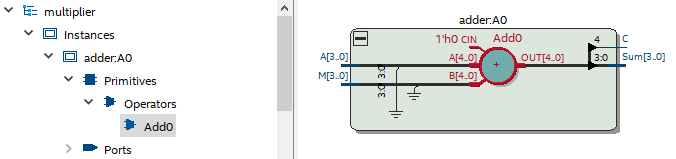 multiplier
Instances
adder:A0
Primitives
Operators
Add0
Ports
adder:A0
1'h0 CIN Add0
4 C
A[3..0] A[4..0] OUT[4..0] 3:0 Sum[3..0]
M[3..0] 3:0 3:0 B[4..0]
+